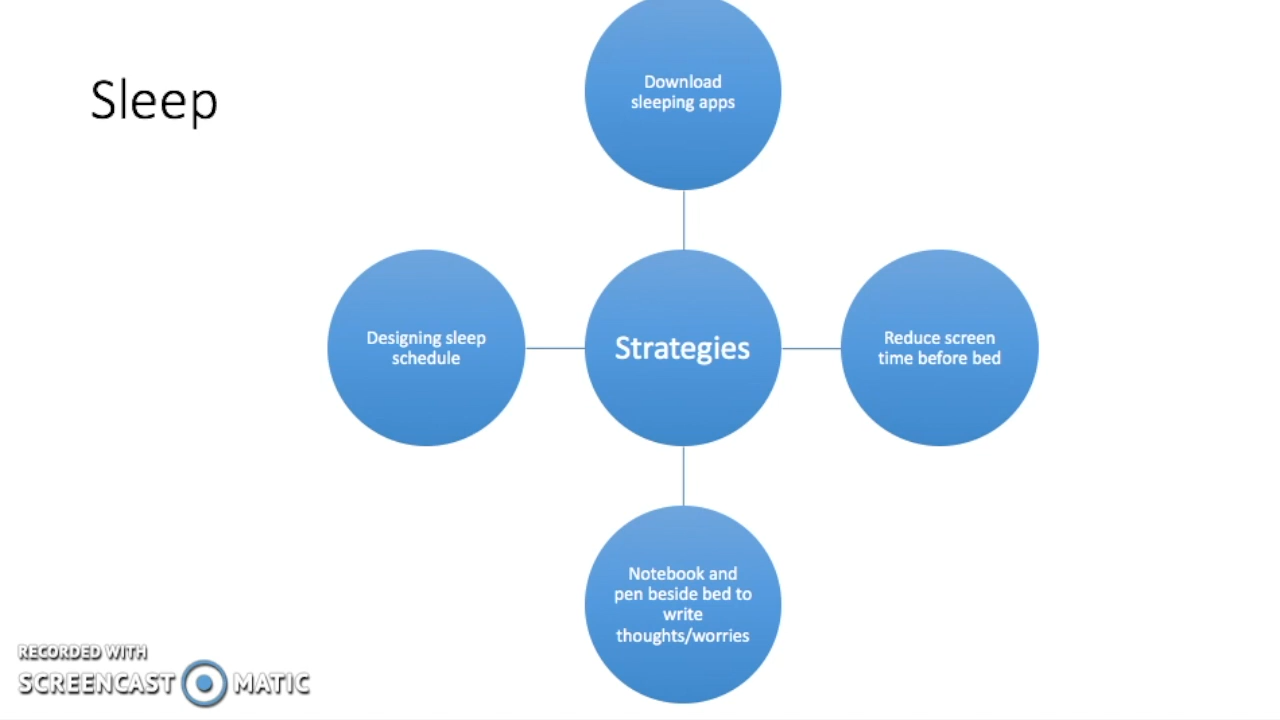 Sleep
Download
sleeping apps
Designing sleep
schedule
Strategies
Reduce screen
time before bed
Notebook and
pen beside bed to
write
thoughts/worries
RECORDED WITH
SCREENCAST MATIC